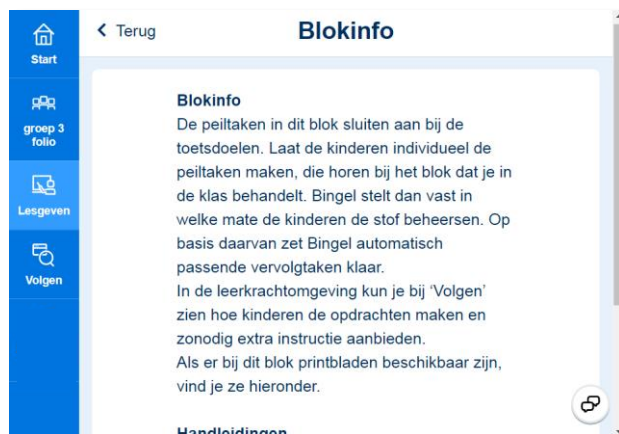 Terug
Blokinfo
Start
groep 3
folio
Lesgeven
Volgen
Blokinfo
De peiltaken in dit blok sluiten aan bij de
toetsdoelen. Laat de kinderen individueel de
peiltaken maken, die horen bij het blok dat je in
de klas behandelt. Bingel stelt dan vast in
welke mate de kinderen de stof beheersen. Op
basis daarvan zet Bingel automatisch
passende vervolgtaken klaar.
In de leerkrachtomgeving kun je bij ‘Volgen’
zien hoe kinderen de opdrachten maken en
zonodig extra instructie aanbieden.
Als er bij dit blok printbladen beschikbaar zijn,
vind je ze hieronder.
Handleidingen